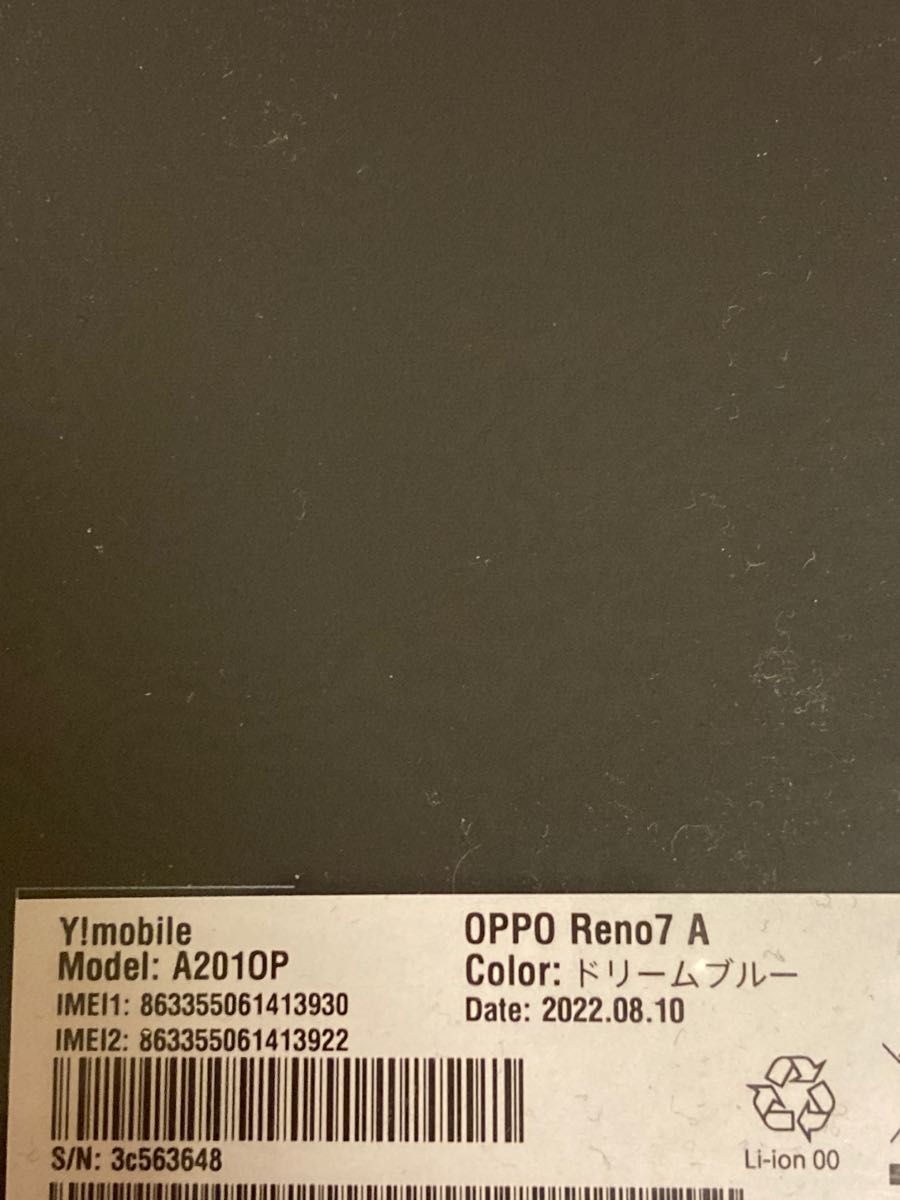 Y!mobile
Model: A201OP
IMEI1: 863355061413930
IMEI2: 863355061413922
S/N: 3c563648
OPPO Reno7 A
Color: ドリームブルー
Date: 2022.08.10
Li-ion 00